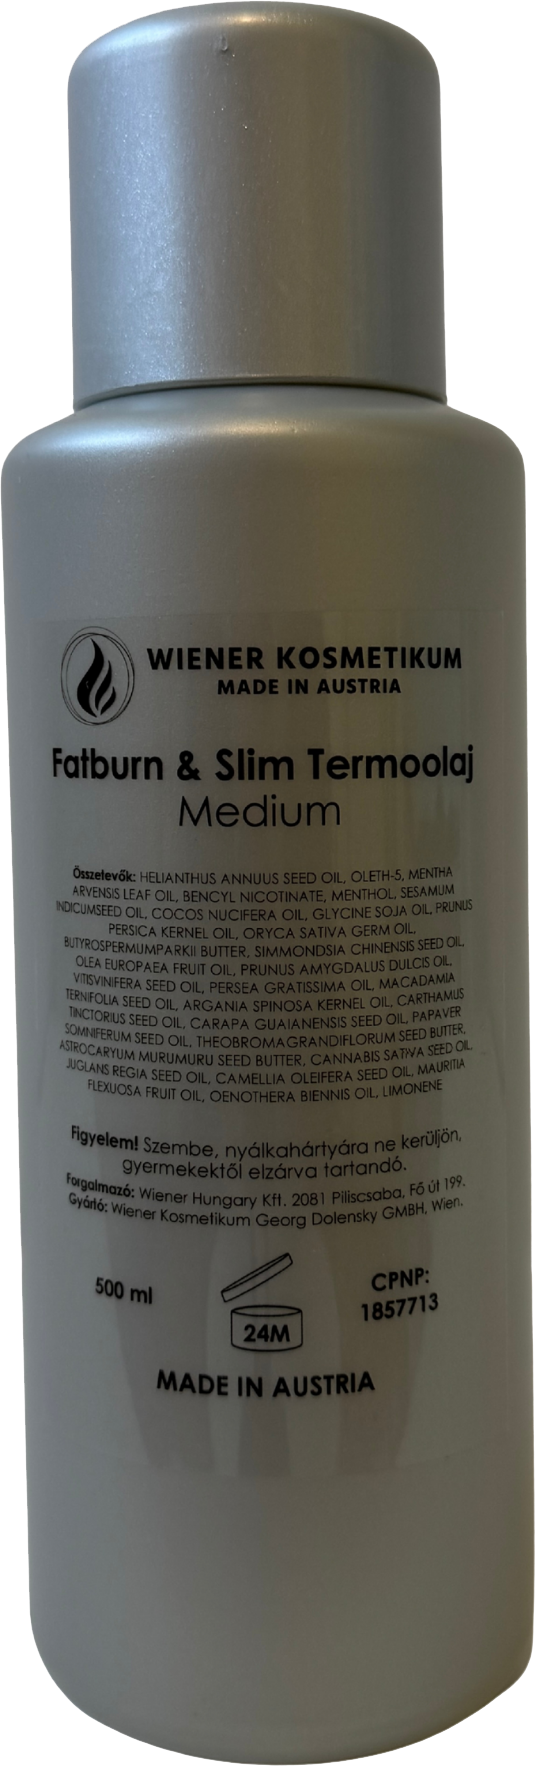 WIENER KOSMETIKUM
MADE IN AUSTRIA
Fatburn & Slim Termoolaj
Medium
Összetevők: HELIANTHUS ANNUUS SEED OIL, OLETH-5, MENTHA
ARVENSIS LEAF OIL, BENCYL NICOTINATE, MENTHOL, SESAMUM
INDICUMSEED OIL, COCOS NUCIFERA OIL, GLYCINE SOJA OIL, PRUNUS
PERSICA KERNEL OIL, ORYCA SATIVA GERM OIL,
BUTYROSPERMUMPARKII BUTTER, SIMMONDSIA CHINENSIS SEED OIL,
OLEA EUROPAEA FRUIT OIL, PRUNUS AMYGDALUS DULCIS OIL,
VITISVINIFERA SEED OIL, PERSEA GRATISSIMA OIL, MACADAMIA
TERNIFOLIA SEED OIL, ARGANIA SPINOSA KERNEL OIL, CARTHAMUS
TINCTORIUS SEED OIL, CARAPA GUAIANENSIS SEED OIL, PAPAVER
SOMNIFERUM SEED OIL, THEOBROMAGRANDIFLORUM SEED BUTTER,
ASTROCARYUM MURUMURU SEED BUTTER, CANNABIS SATIVA SEED OIL,
JUGLANS REGIA SEED OIL, CAMELLIA OLEIFERA SEED OIL, MAURITIA
FLEXUOSA FRUIT OIL, OENOTHERA BIENNIS OIL, LIMONENE
Figyelem! Szembe, nyálkahártyára ne kerüljön,
gyermekektől elzárva tartandó.
Forgalmazó: Wiener Hungary Kft. 2081 Piliscsaba, Fő út 199.
Gyártó: Wiener Kosmetikum Georg Dolensky GMBH, Wien.
500 ml
24M
CPNP:
1857713
MADE IN AUSTRIA